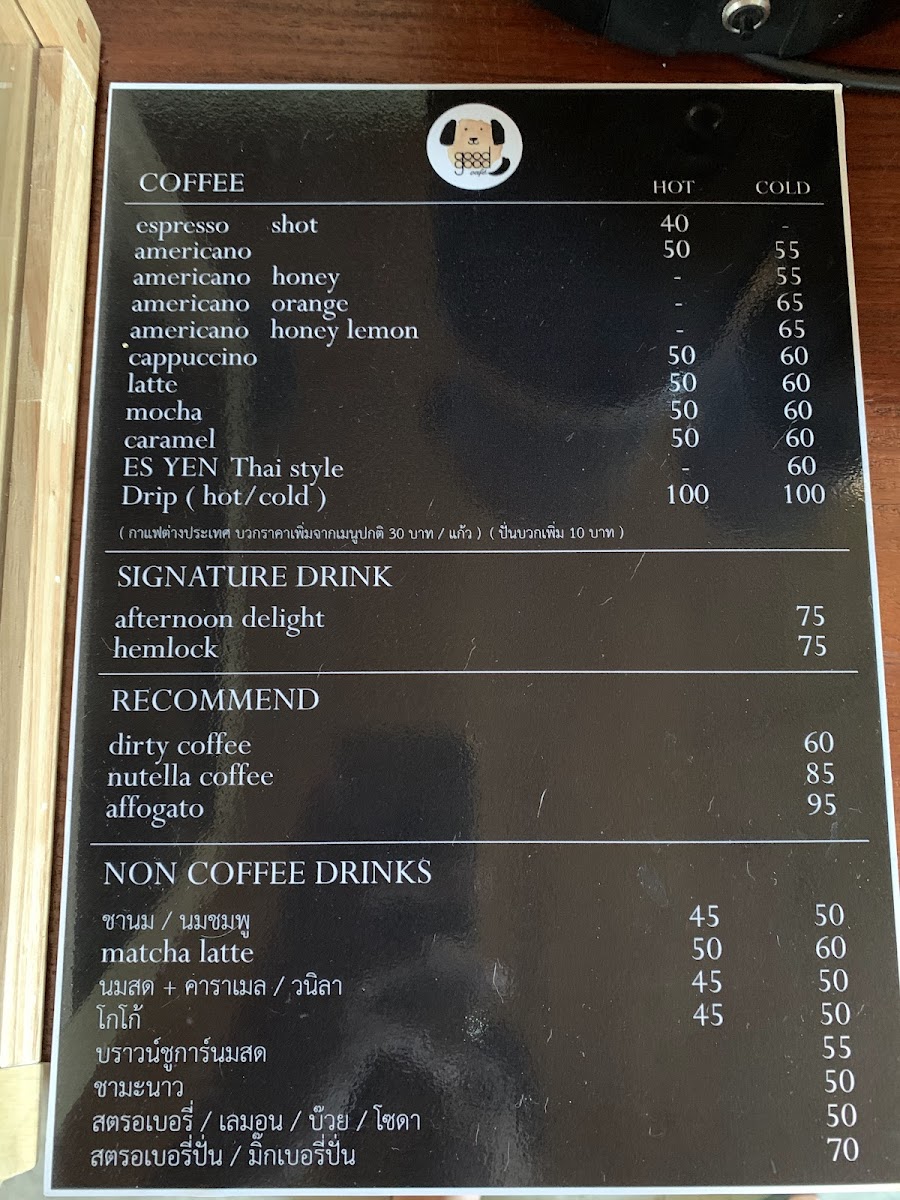 good
café
COFFEE HOT COLD
espresso shot 40 -
americano 50 55
americano honey - 55
americano orange - 65
americano honey lemon - 65
cappuccino 50 60
latte 50 60
mocha 50 60
caramel 50 60
ES YEN Thai style - 60
Drip ( hot/cold ) 100 100
( กาแฟต่างประเทศ บวกราคาเพิ่มจากเมนูปกติ 30 บาท / แก้ว ) ( ปั่นบวกเพิ่ม 10 บาท )
SIGNATURE DRINK
afternoon delight 75
hemlock 75
RECOMMEND
dirty coffee 60
nutella coffee 85
affogato 95
NON COFFEE DRINKS
ชานม / นมชมพู 45 50
matcha latte 50 60
นมสด + คาราเมล / วนิลา 45 50
โกโก้ 45 50
บราวน์ชูการ์นมสด 55
ชามะนาว 50
สตรอเบอรี่ / เลมอน / บ๊วย / โซดา 50
สตรอเบอรี่ปั่น / มิ๊กเบอรี่ปั่น 70